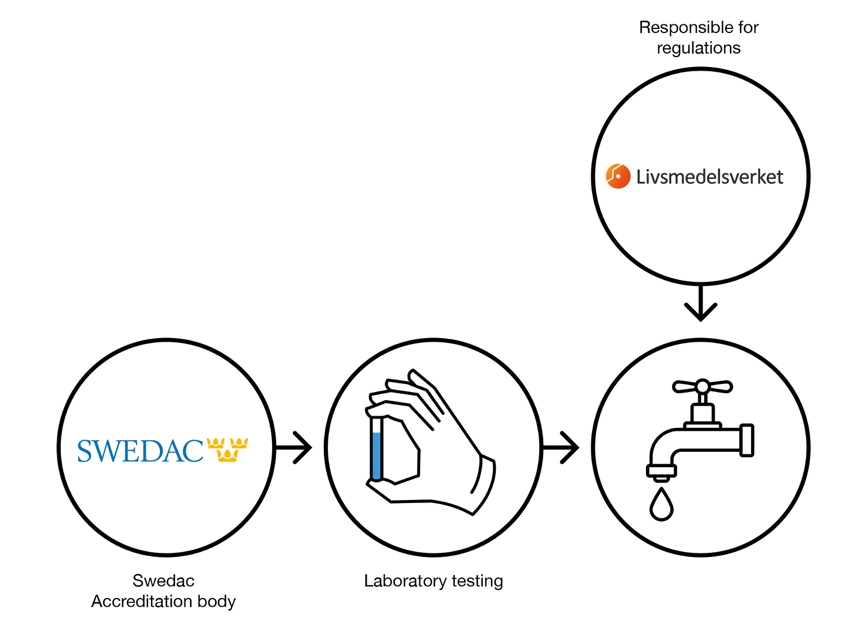 Responsible for
regulations
Livsmedelsverket
SWEDAC
Swedac
Accreditation body
Laboratory testing